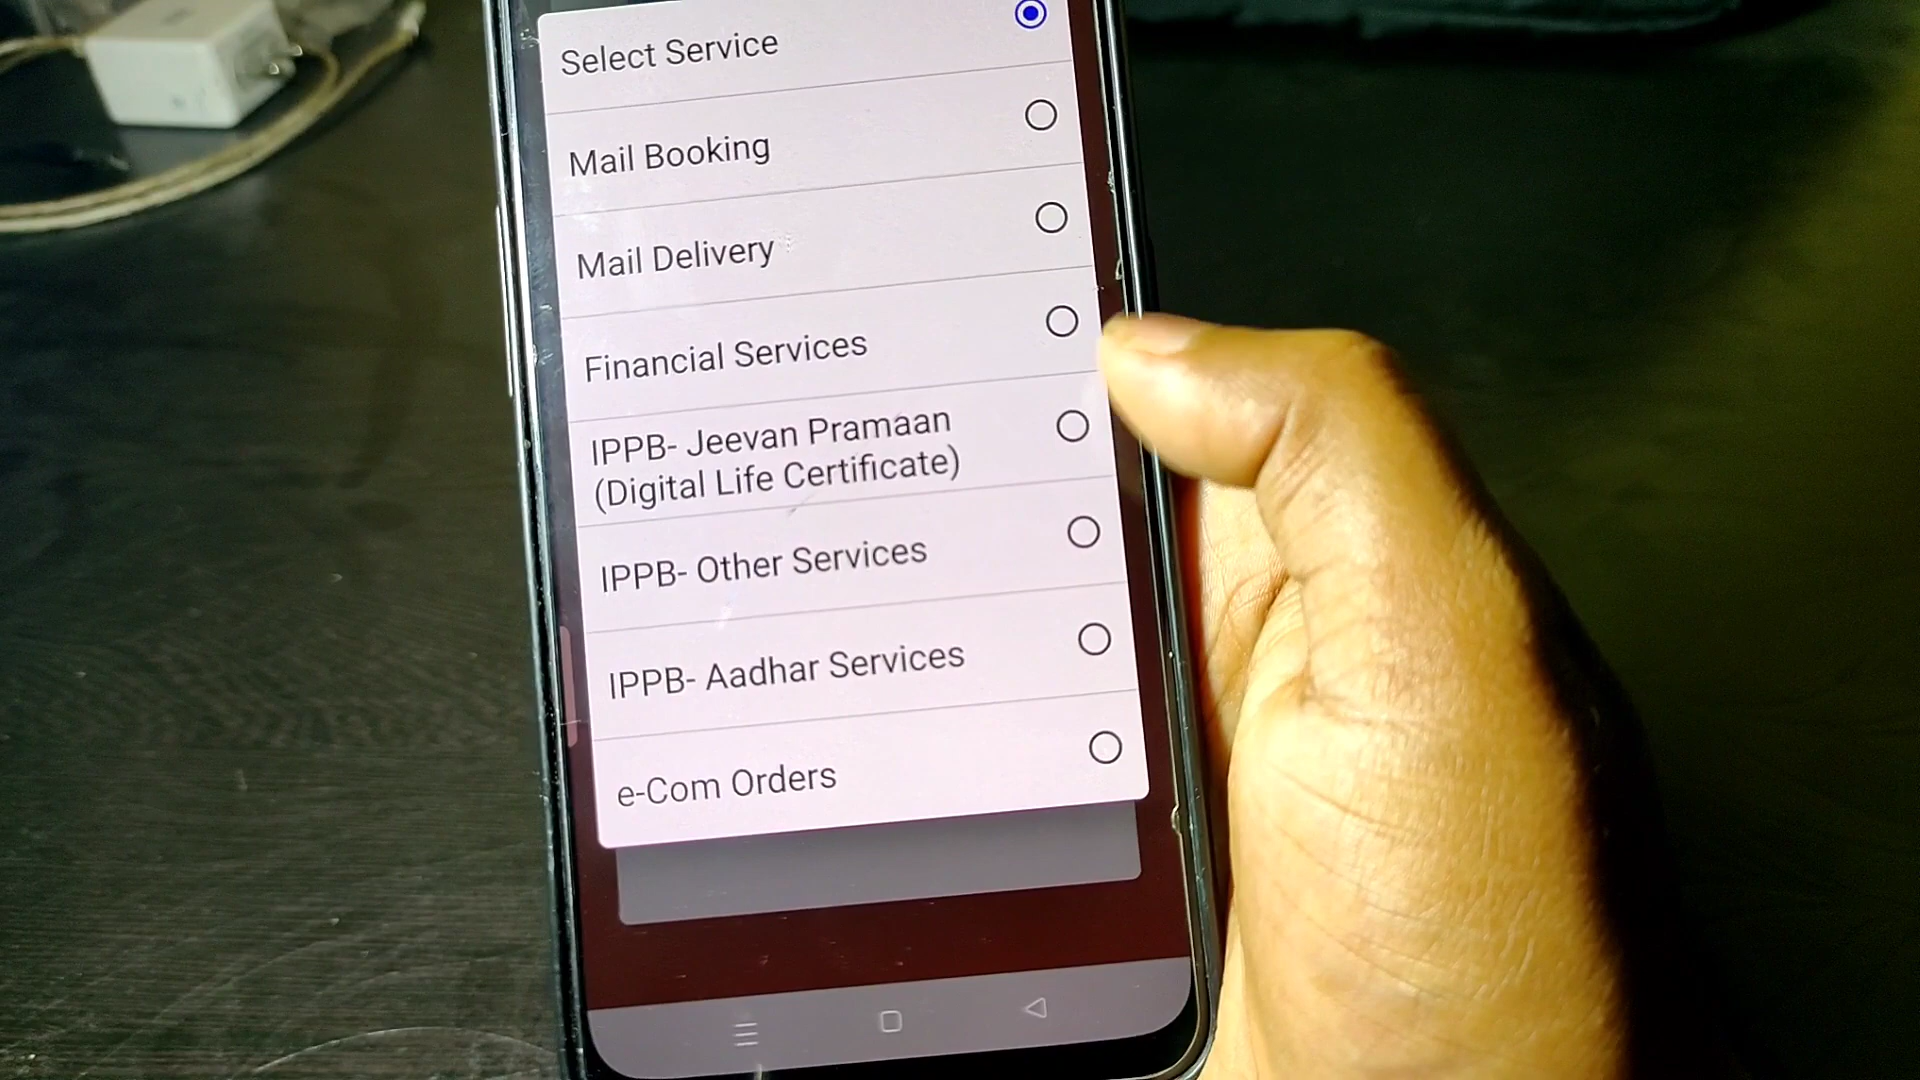 Select Service
Mail Booking
Mail Delivery
Financial Services
IPPB- Jeevan Pramaan
(Digital Life Certificate)
IPPB- Other Services
IPPB- Aadhar Services
e-Com Orders